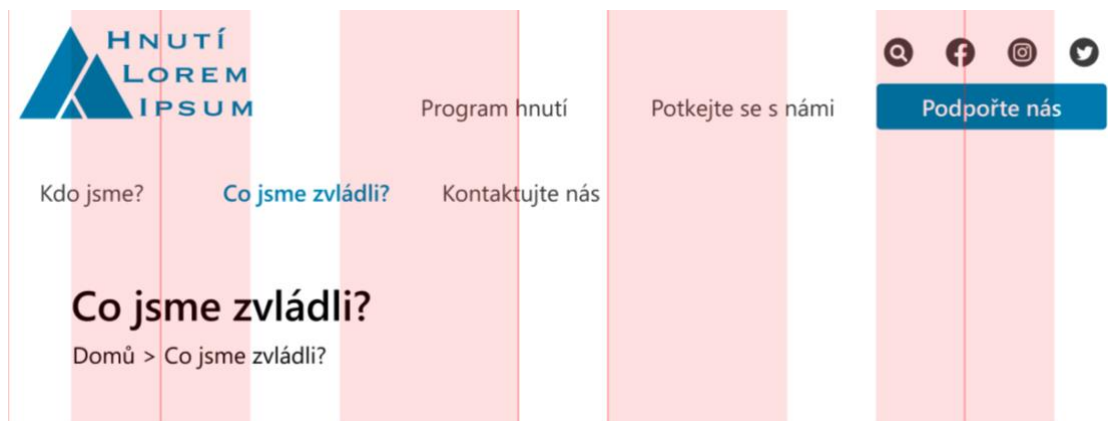 HNUTÍ
LOREM
IPSUM
Program hnutí
Potkejte se s námi
Podpořte nás
Kdo jsme?
Co jsme zvládli?
Kontaktujte nás
Co jsme zvládli?
Domů > Co jsme zvládli?